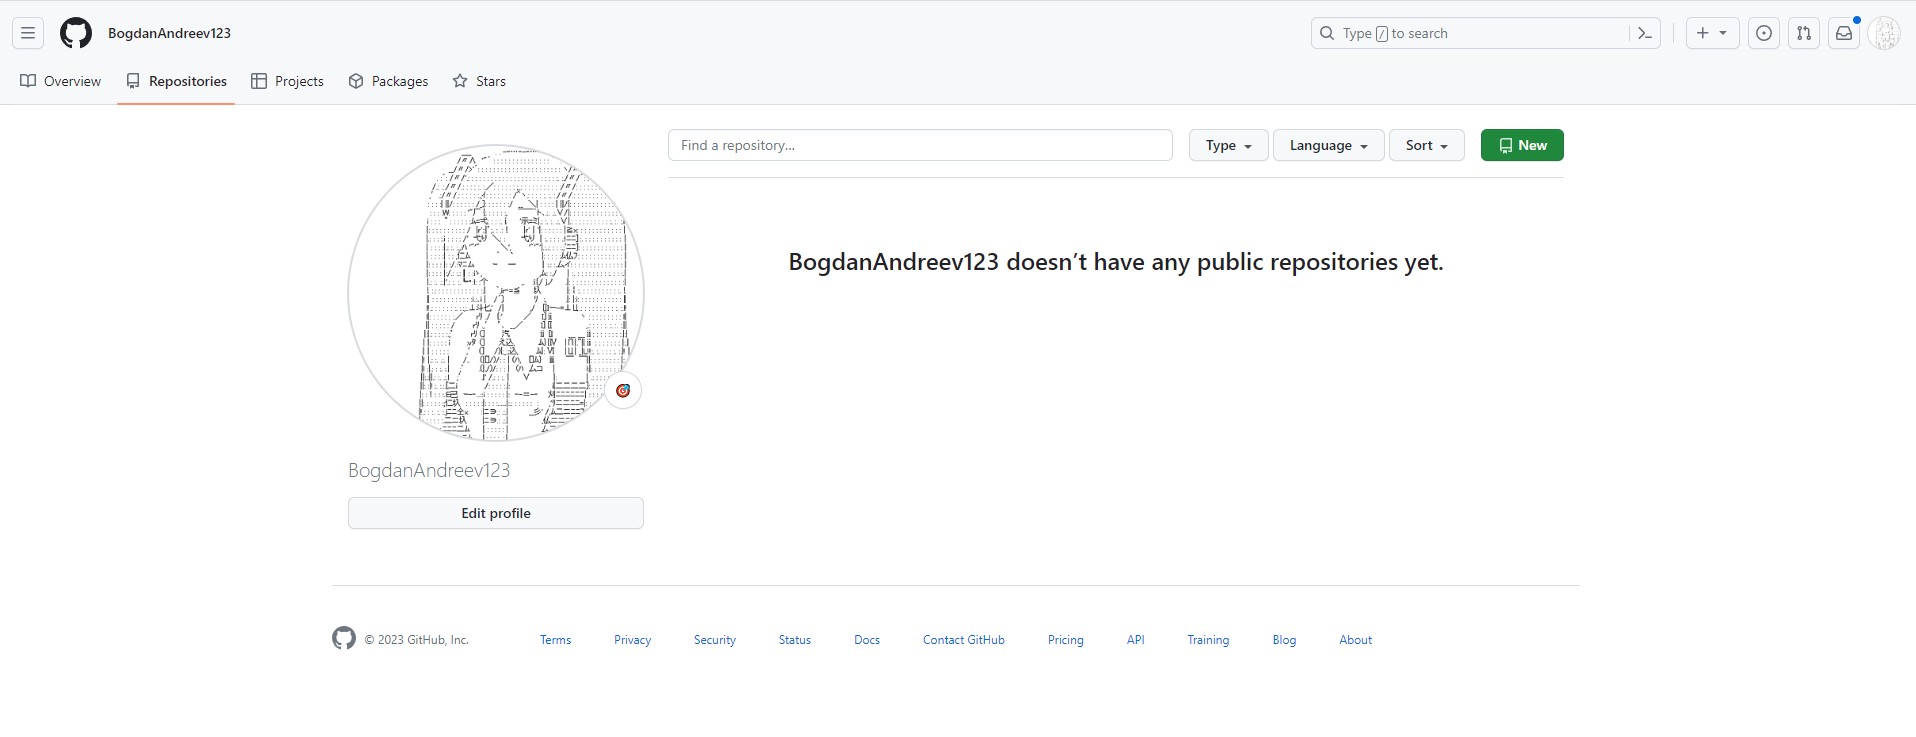 BogdanAndreev123
Type / to search
Overview
Repositories
Projects
Packages
Stars
Find a repository...
Type
Language
Sort
New
BogdanAndreev123 doesn’t have any public repositories yet.
BogdanAndreev123
Edit profile
© 2023 GitHub, Inc.
Terms
Privacy
Security
Status
Docs
Contact GitHub
Pricing
API
Training
Blog
About